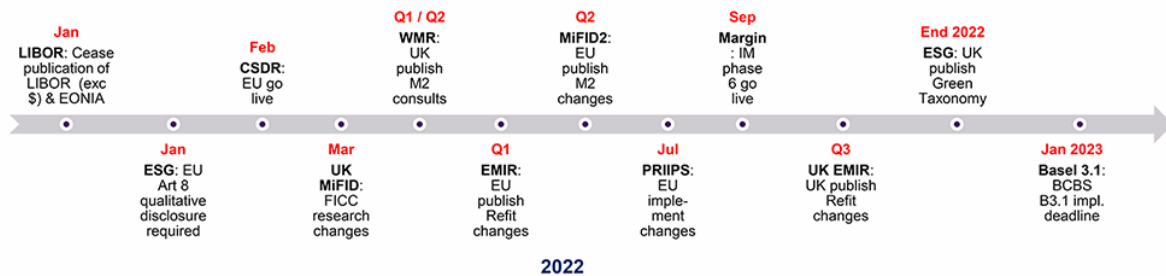 Jan
LIBOR: Cease
publication of
LIBOR (exc
$) & EONIA
Jan
ESG: EU
Art 8
qualitative
disclosure
required
Feb
CSDR:
EU go
live
Mar
UK
MiFID:
FICC
research
changes
Q1 / Q2
WMR:
UK
publish
M2
consults
Q1
EMIR:
EU
publish
Refit
changes
Q2
MiFID2:
EU
publish
M2
changes
Jul
PRIIPS:
EU
imple-
ment
changes
Sep
Margin
: IM
phase
6 go
live
Q3
UK EMIR:
UK publish
Refit
changes
End 2022
ESG: UK
publish
Green
Taxonomy
Jan 2023
Basel 3.1:
BCBS
B3.1 impl.
deadline
2022